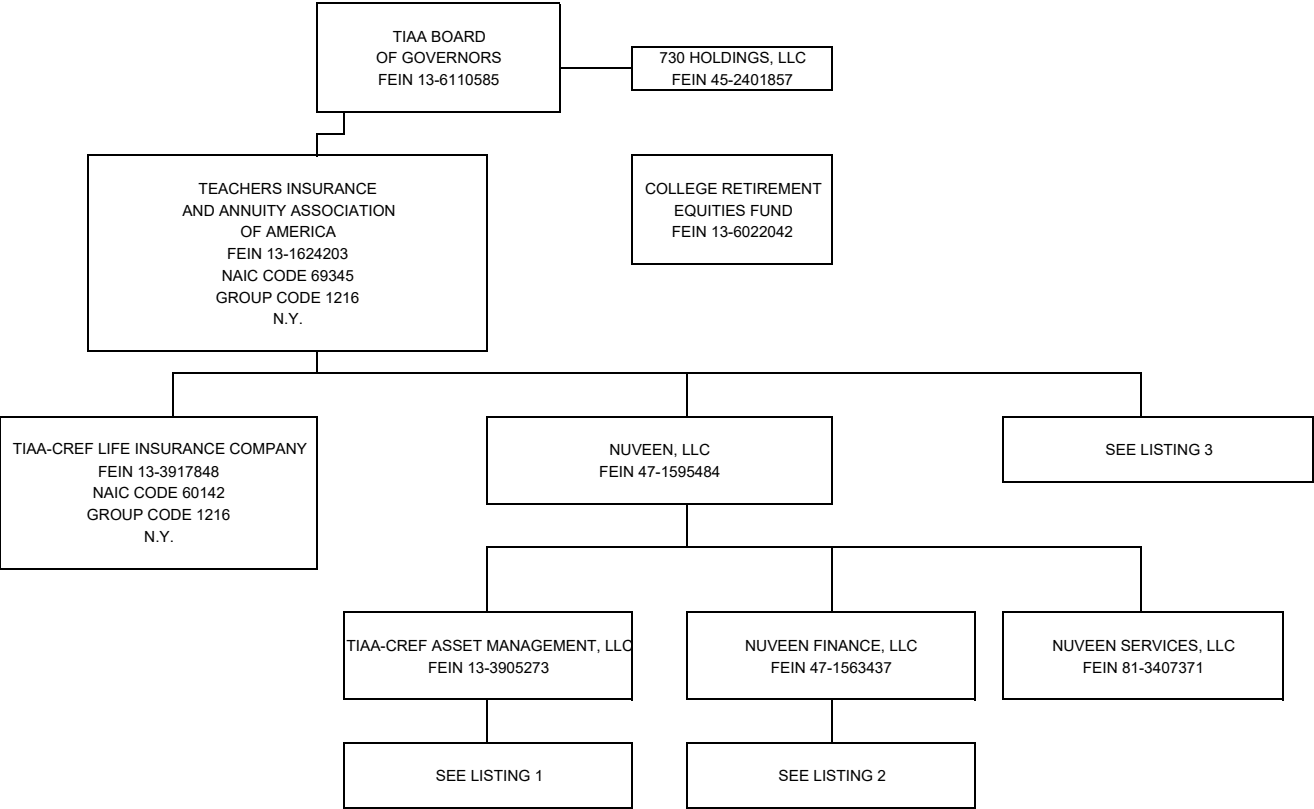 TIAA BOARD
OF GOVERNORS
FEIN 13-6110585
730 HOLDINGS, LLC
FEIN 45-2401857
TEACHERS INSURANCE
AND ANNUITY ASSOCIATION
OF AMERICA
FEIN 13-1624203
NAIC CODE 69345
GROUP CODE 1216
N.Y.
COLLEGE RETIREMENT
EQUITIES FUND
FEIN 13-6022042
TIAA-CREF LIFE INSURANCE COMPANY
FEIN 13-3917848
NAIC CODE 60142
GROUP CODE 1216
N.Y.
NUVEEN, LLC
FEIN 47-1595484
SEE LISTING 3
TIAA-CREF ASSET MANAGEMENT, LLC
FEIN 13-3905273
NUVEEN FINANCE, LLC
FEIN 47-1563437
NUVEEN SERVICES, LLC
FEIN 81-3407371
SEE LISTING 1
SEE LISTING 2